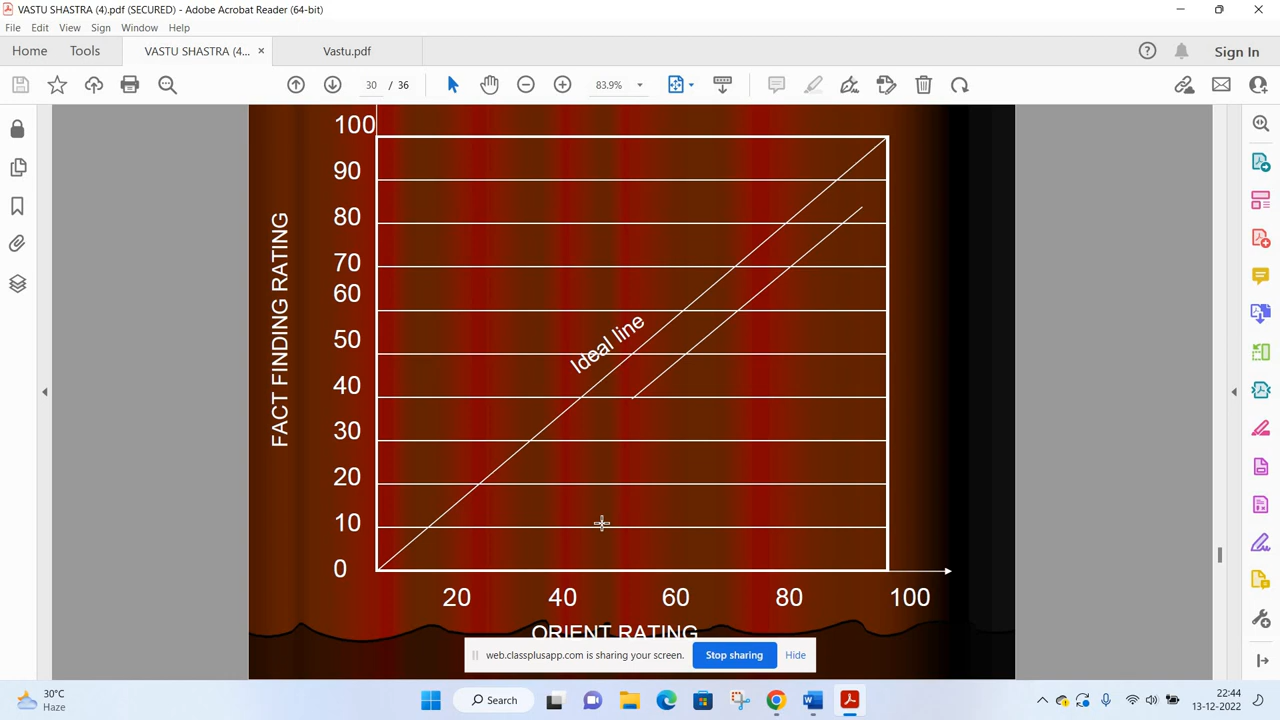 VASTU SHASTRA (4).pdf (SECURED) - Adobe Acrobat Reader (64-bit)
File Edit View Sign Window Help
Home Tools VASTU SHASTRA (4... × Vastu.pdf Sign In
30 / 36 83.9%
100
90
80
70
60
50
40
30
20
10
0
FACT FINDING RATING
Ideal line
20 40 60 80 100
ORIENT RATING
web.classplusapp.com is sharing your screen. Stop sharing Hide
30°C
Haze
Search
22:44
13-12-2022